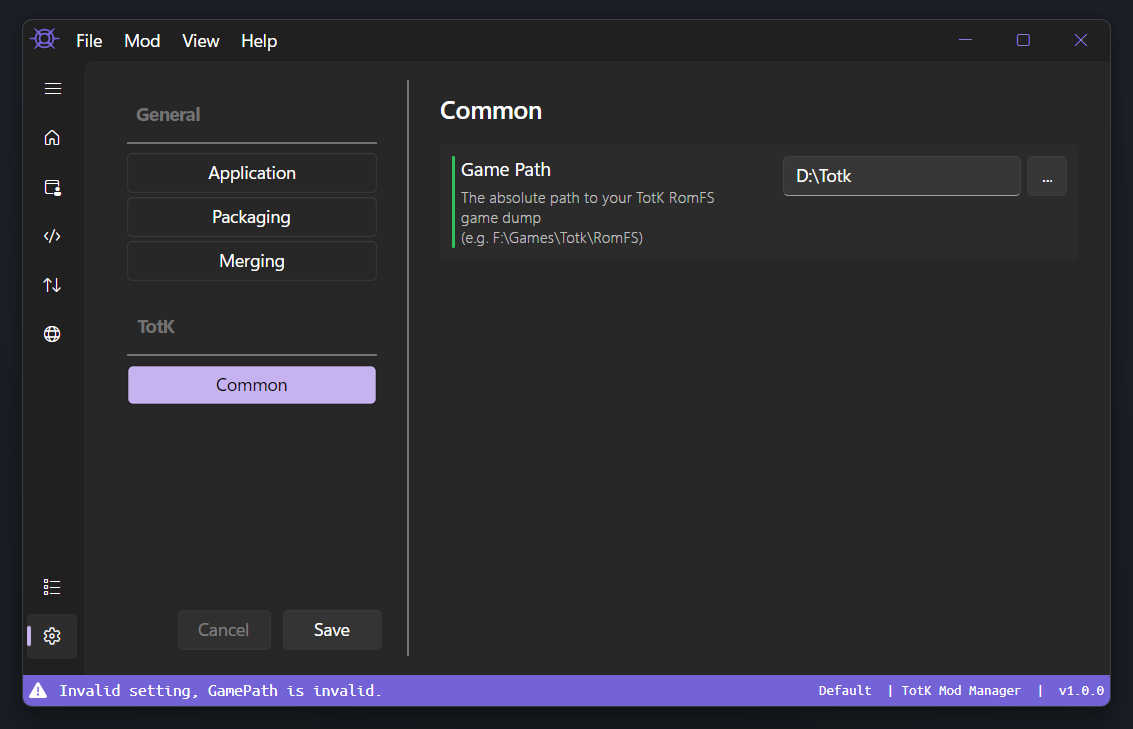 File Mod View Help
General
Application
Packaging
Merging
TotK
Common
Cancel Save
Common
Game Path
The absolute path to your TotK RomFS
game dump
(e.g. F:\Games\Totk\RomFS)
D:\Totk ...
Invalid setting, GamePath is invalid.
Default | TotK Mod Manager | v1.0.0